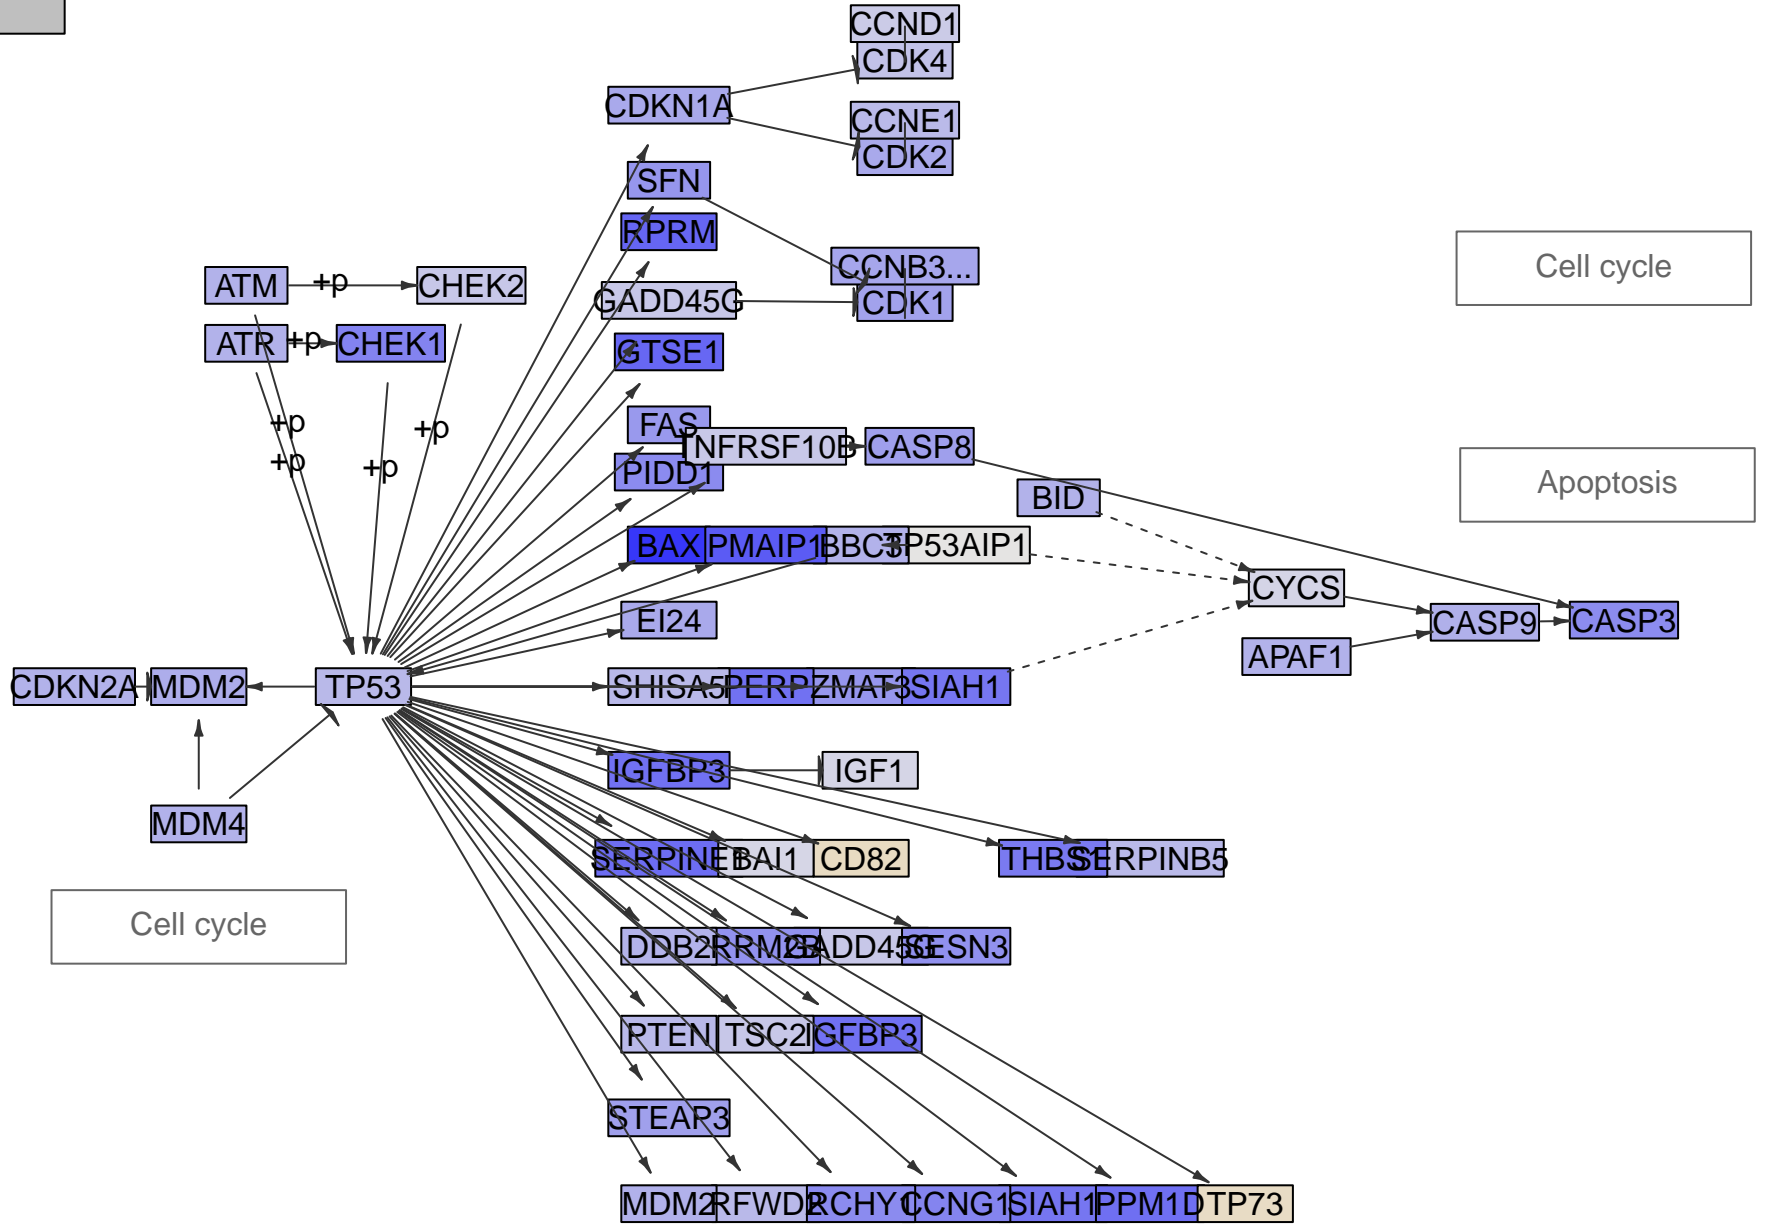 CCND1
CDK4
CDKN1A
CCNE1
CDK2
SFN
RPRM
CCNB3...
Cell cycle
ATM
+p
CHEK2
GADD45G
CDK1
ATR
+p
CHEK1
GTSE1
+p
+p
FAS
TNFRSF10B
CASP8
+p
+p
PIDD1
Apoptosis
BID
BAX
PMAIP1
BBC3
TP53AIP1
CYCS
EI24
CASP9
CASP3
APAF1
CDKN2A
MDM2
TP53
SHISA5
PERP
ZMAT3
SIAH1
IGFBP3
IGF1
MDM4
SERPINE1
BAI1
CD82
THBS1
SERPINB5
Cell cycle
DDB2
RRM2B
GADD45G
SESN3
PTEN
TSC2
IGFBP3
STEAP3
MDM2
RFWD2
RCHY1
CCNG1
SIAH1
PPM1D
TP73